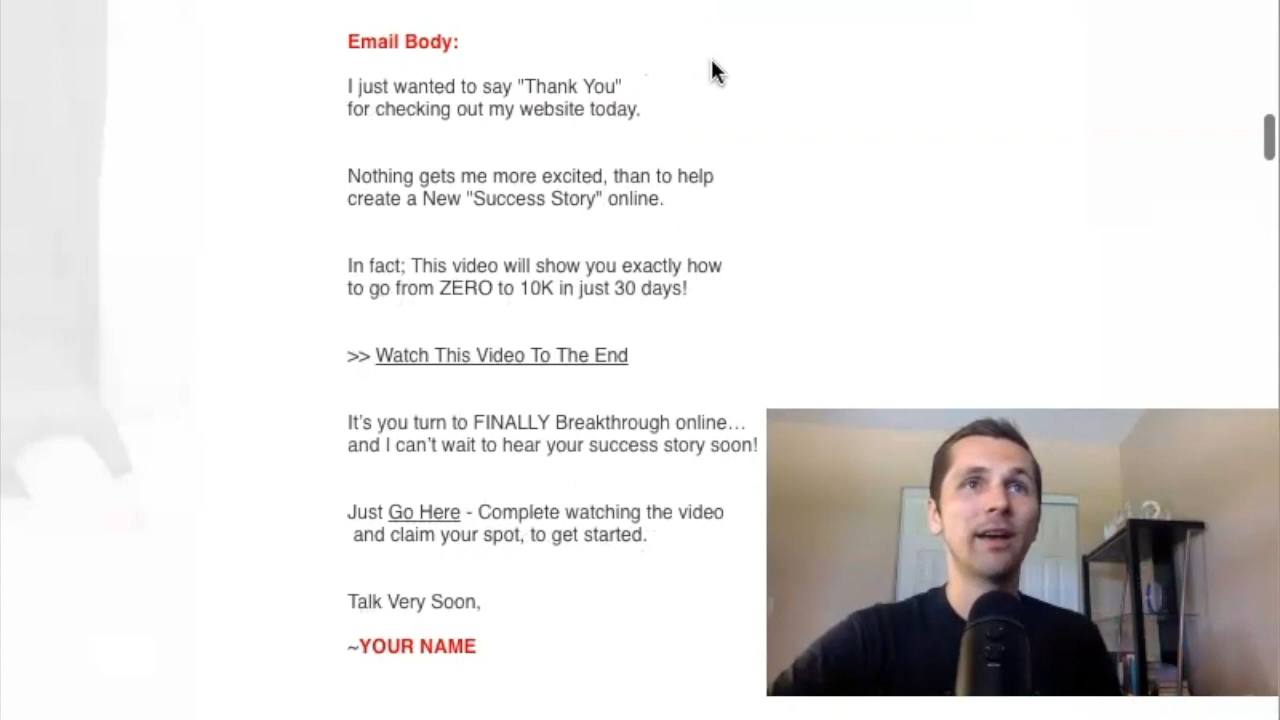 Email Body:
I just wanted to say "Thank You"
for checking out my website today.
Nothing gets me more excited, than to help
create a New "Success Story" online.
In fact; This video will show you exactly how
to go from ZERO to 10K in just 30 days!
>> Watch This Video To The End
It's you turn to FINALLY Breakthrough online…
and I can't wait to hear your success story soon!
Just Go Here - Complete watching the video
and claim your spot, to get started.
Talk Very Soon,
~YOUR NAME